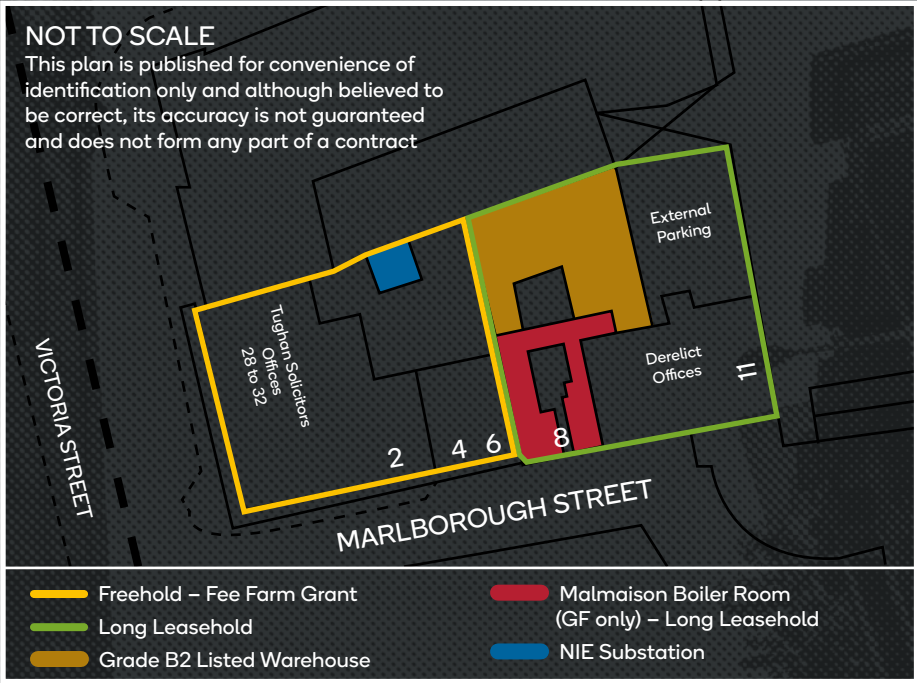 NOT TO SCALE
This plan is published for convenience of
identification only and although believed to
be correct, its accuracy is not guaranteed
and does not form any part of a contract
External
Parking
Tughan Solicitors
Offices
28 to 32
Derelict
Offices
11
VICTORIA STREET
2
4
6
8
MARLBOROUGH STREET
Freehold – Fee Farm Grant
Long Leasehold
Grade B2 Listed Warehouse
Malmaison Boiler Room
(GF only) – Long Leasehold
NIE Substation